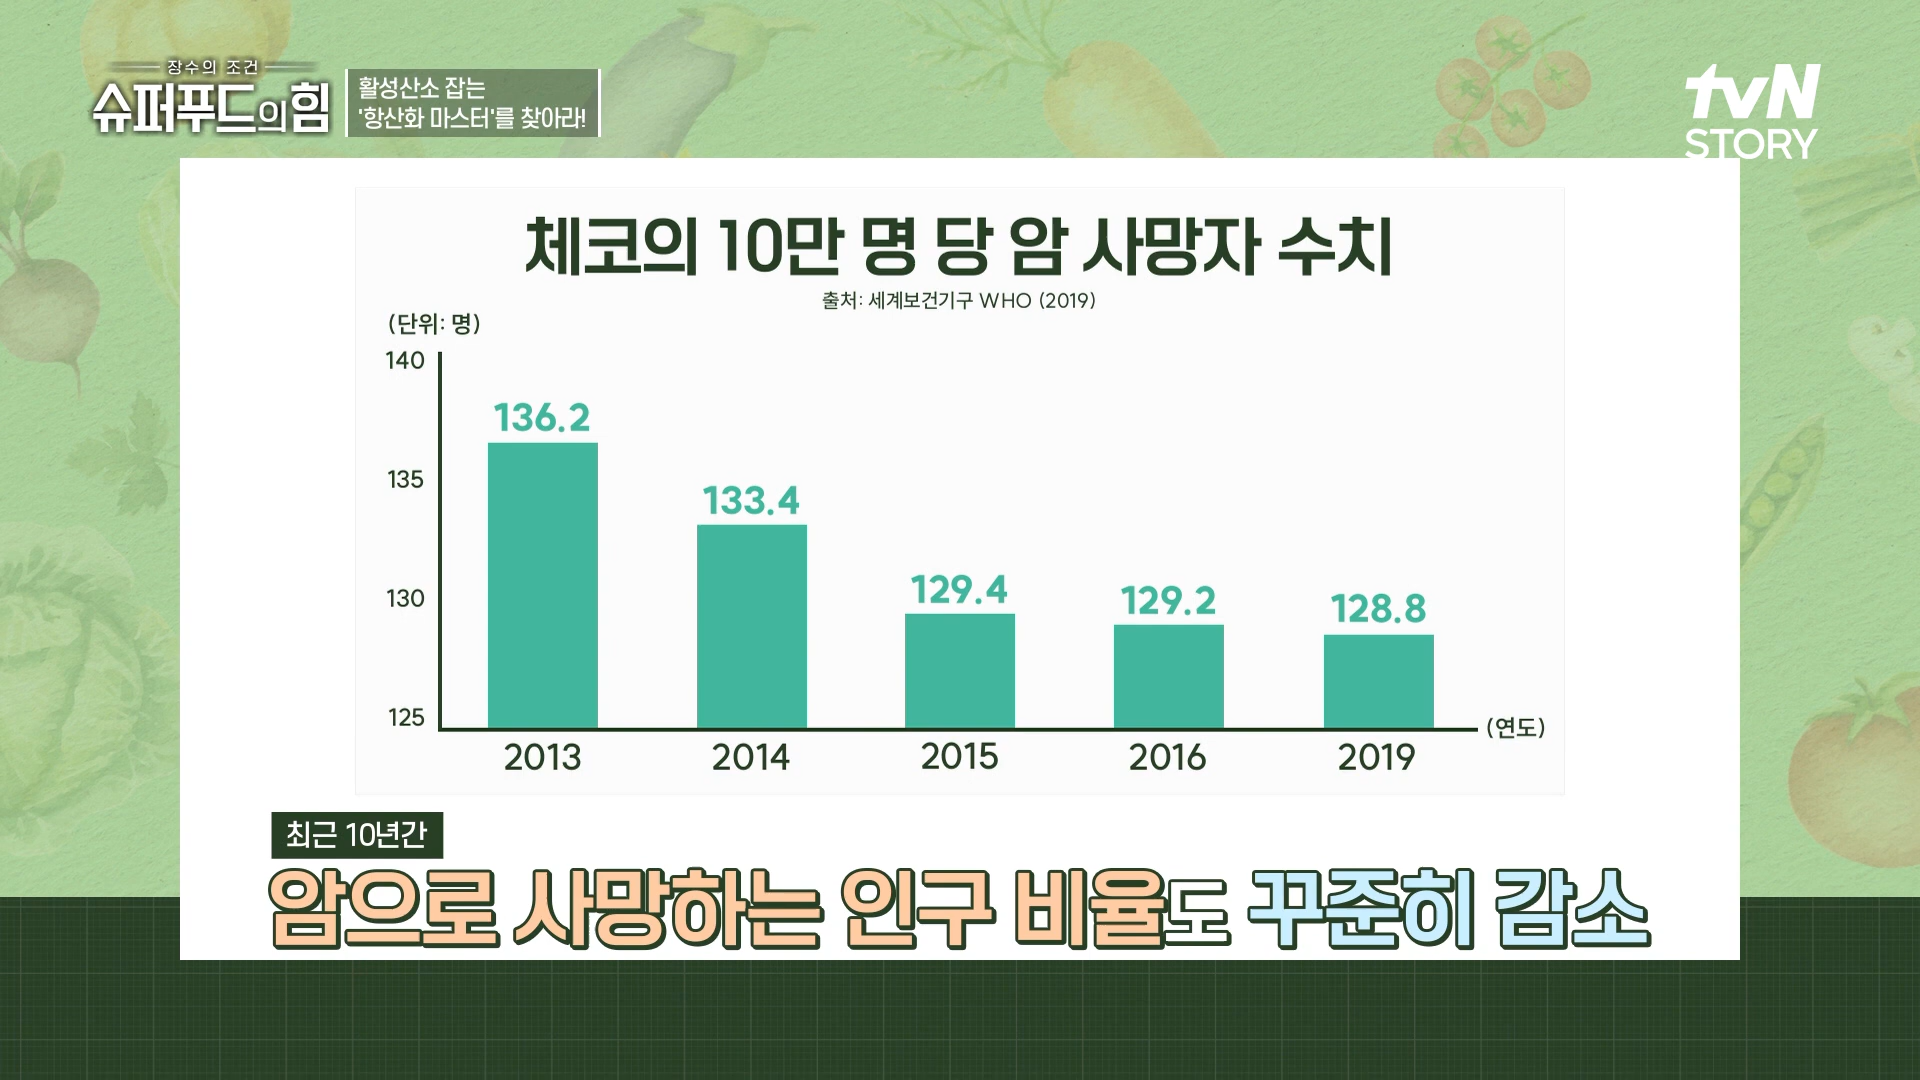 장수의 조건
슈퍼푸드의 힘
활성산소 잡는
'항산화 마스터'를 찾아라!
tvN
STORY
체코의 10만 명 당 암 사망자 수치
출처: 세계보건기구 WHO (2019)
(단위: 명)
140
135
130
125
136.2
133.4
129.4
129.2
128.8
2013
2014
2015
2016
2019
(연도)
최근 10년간
암으로 사망하는 인구 비율도 꾸준히 감소